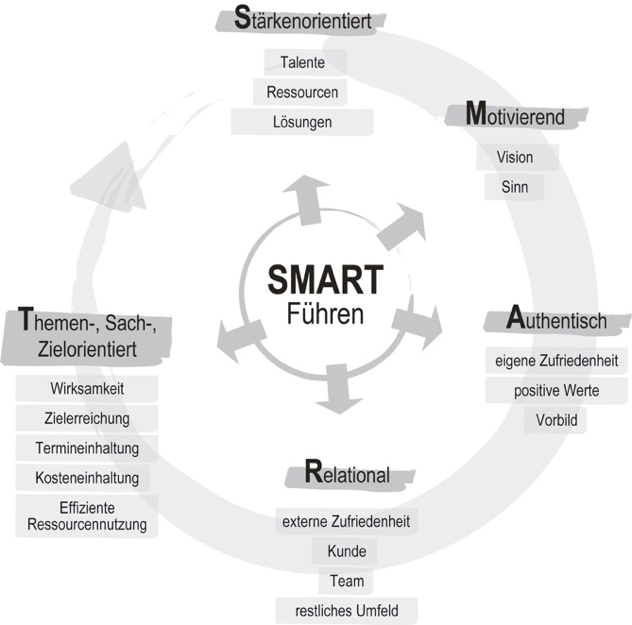 Stärkenorientiert
Talente
Ressourcen
Lösungen
Motivierend
Vision
Sinn
SMART
Führen
Authentisch
eigene Zufriedenheit
positive Werte
Vorbild
Relational
externe Zufriedenheit
Kunde
Team
restliches Umfeld
Themen-, Sach-,
Zielorientiert
Wirksamkeit
Zielerreichung
Termineinhaltung
Kosteneinhaltung
Effiziente
Ressourcennutzung